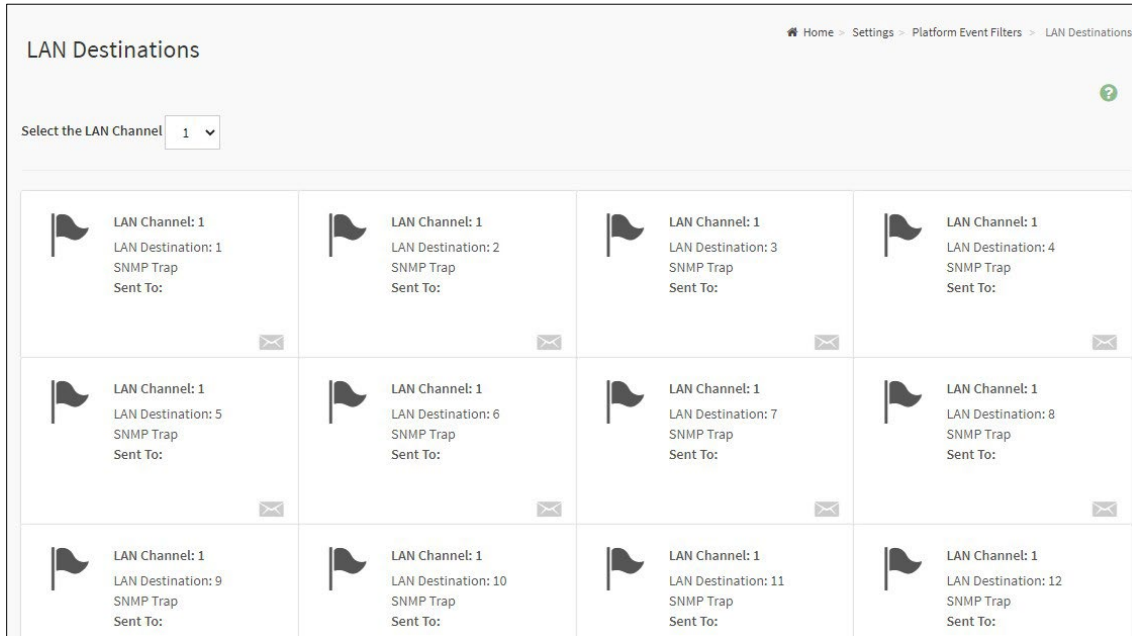 Home > Settings > Platform Event Filters > LAN Destinations
LAN Destinations
?
Select the LAN Channel 1
LAN Channel: 1
LAN Destination: 1
SNMP Trap
Sent To:
LAN Channel: 1
LAN Destination: 2
SNMP Trap
Sent To:
LAN Channel: 1
LAN Destination: 3
SNMP Trap
Sent To:
LAN Channel: 1
LAN Destination: 4
SNMP Trap
Sent To:
LAN Channel: 1
LAN Destination: 5
SNMP Trap
Sent To:
LAN Channel: 1
LAN Destination: 6
SNMP Trap
Sent To:
LAN Channel: 1
LAN Destination: 7
SNMP Trap
Sent To:
LAN Channel: 1
LAN Destination: 8
SNMP Trap
Sent To:
LAN Channel: 1
LAN Destination: 9
SNMP Trap
Sent To:
LAN Channel: 1
LAN Destination: 10
SNMP Trap
Sent To:
LAN Channel: 1
LAN Destination: 11
SNMP Trap
Sent To:
LAN Channel: 1
LAN Destination: 12
SNMP Trap
Sent To: